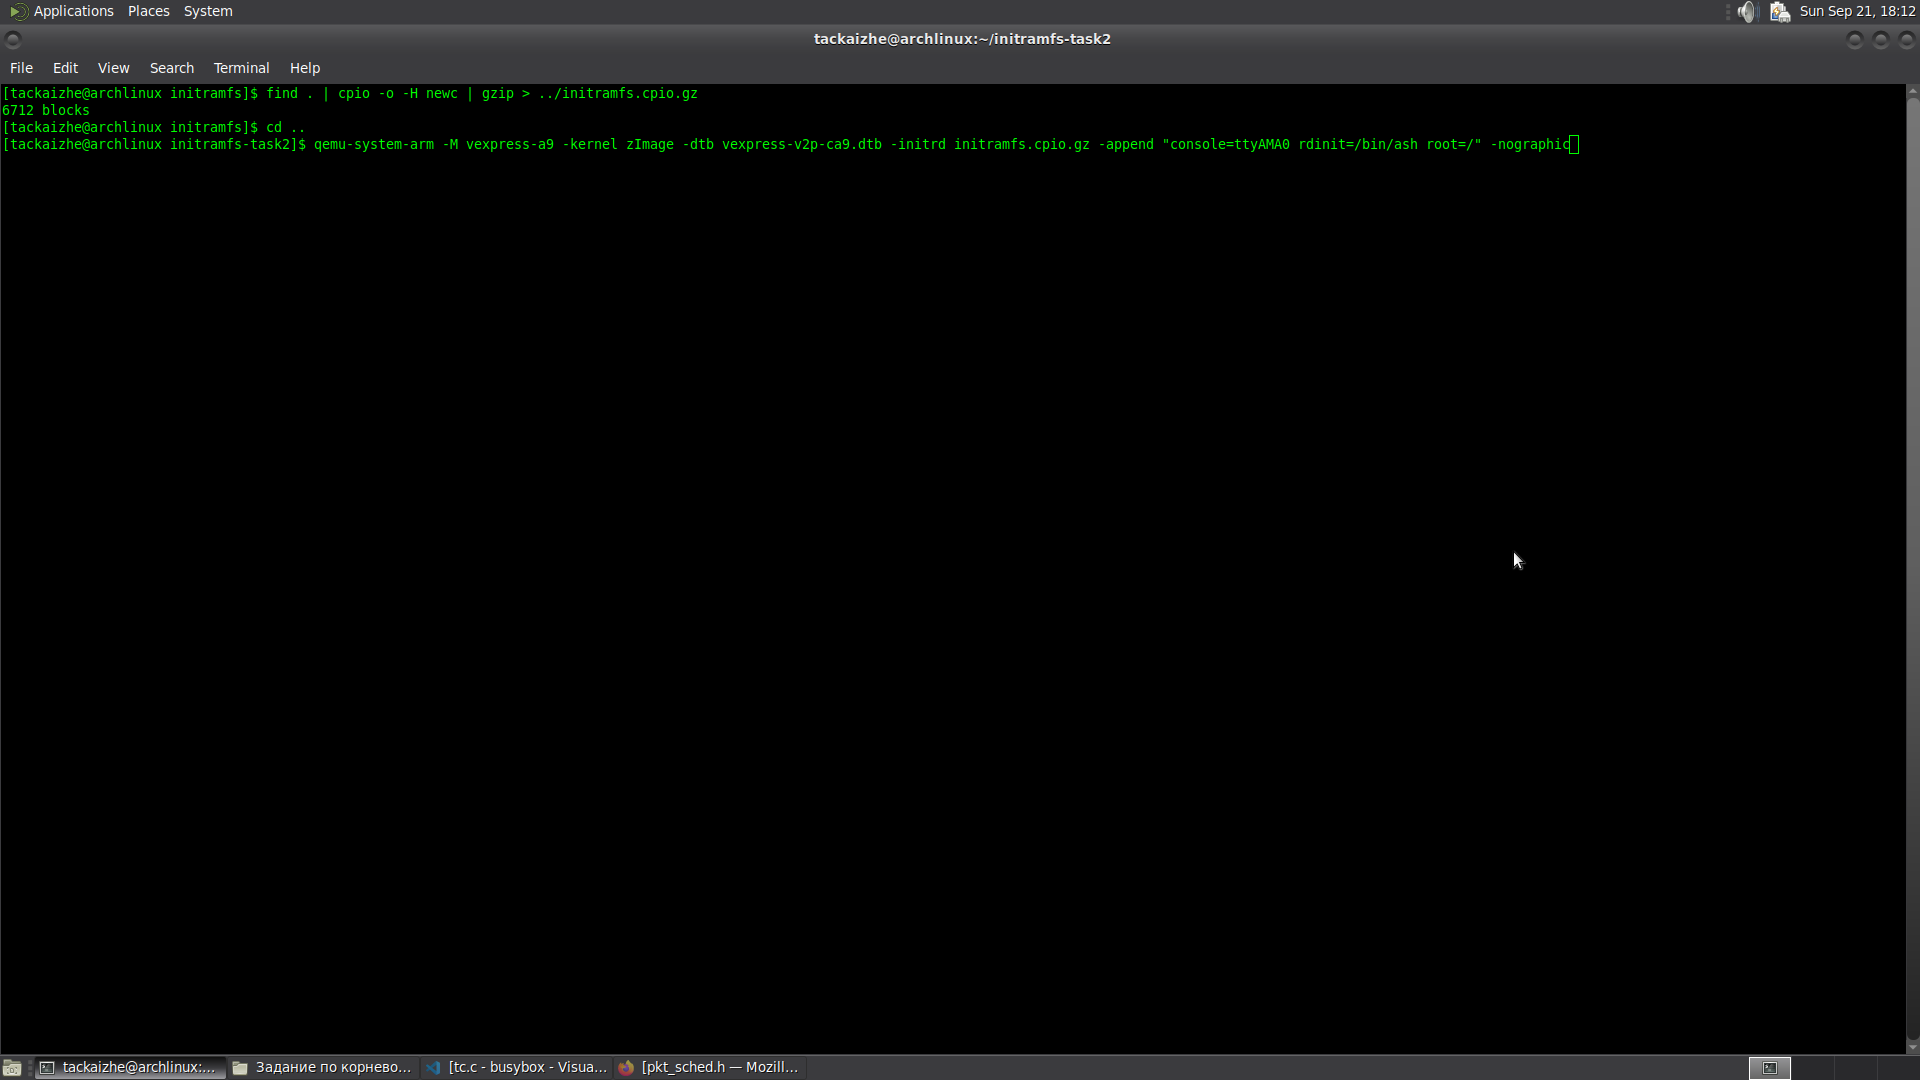 Applications Places System
Sun Sep 21, 18:12
tackaizhe@archlinux:~/initramfs-task2
File Edit View Search Terminal Help
[tackaizhe@archlinux initramfs]$ find . | cpio -o -H newc | gzip > ../initramfs.cpio.gz
6712 blocks
[tackaizhe@archlinux initramfs]$ cd ..
[tackaizhe@archlinux initramfs-task2]$ qemu-system-arm -M vexpress-a9 -kernel zImage -dtb vexpress-v2p-ca9.dtb -initrd initramfs.cpio.gz -append "console=ttyAMA0 rdinit=/bin/ash root=/" -nographic
tackaizhe@archlinux:... Задание по корнево... [tc.c - busybox - Visua... [pkt_sched.h — Mozill...